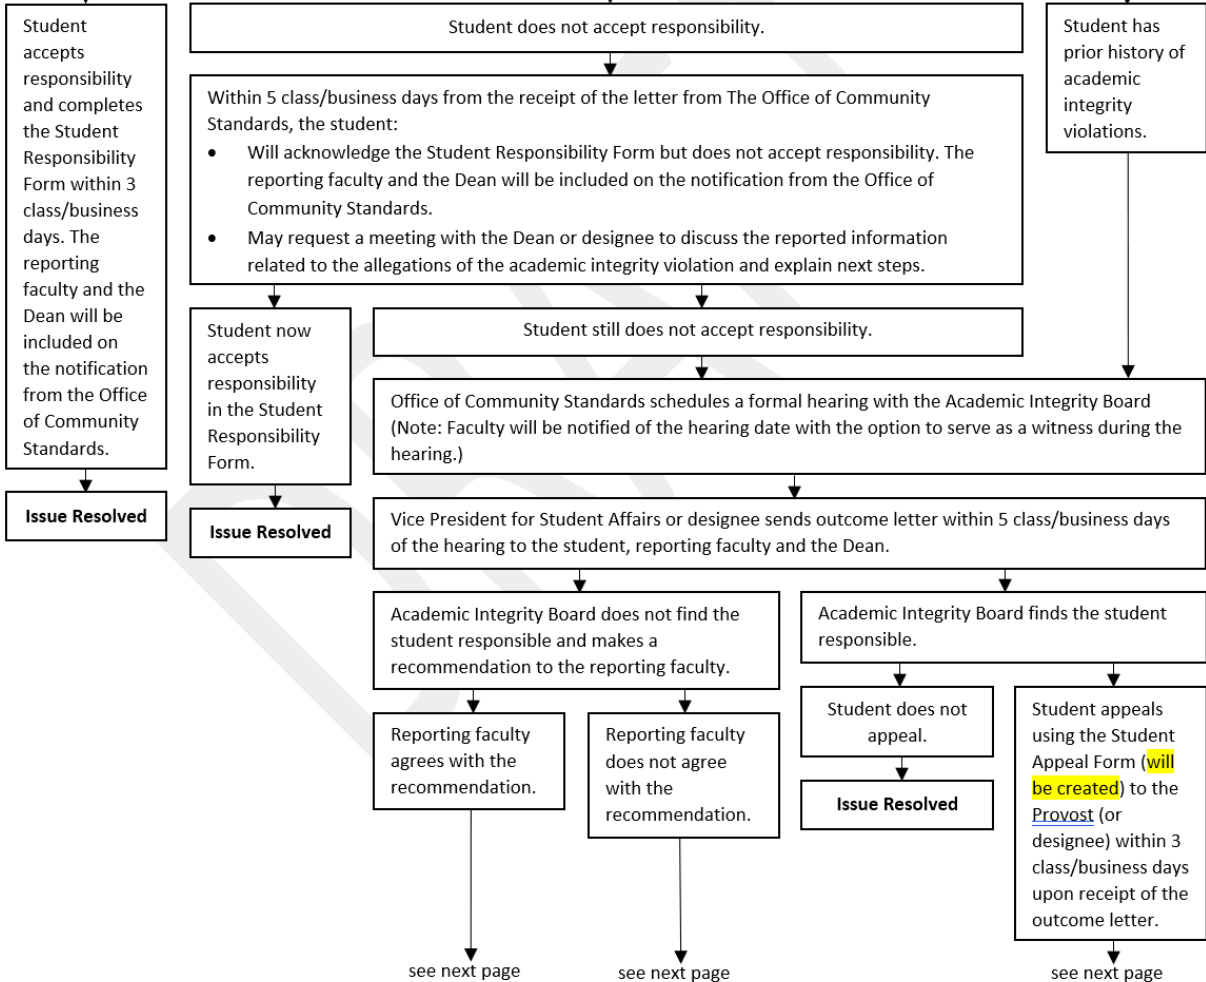 Student
accepts
responsibility
and completes
the Student
Responsibility
Form within 3
class/business
days. The
reporting
faculty and the
Dean will be
included on
the notification
from the Office
of Community
Standards.
Issue Resolved
Student does not accept responsibility.
Within 5 class/business days from the receipt of the letter from The Office of Community
Standards, the student:
• Will acknowledge the Student Responsibility Form but does not accept responsibility. The
reporting faculty and the Dean will be included on the notification from the Office of
Community Standards.
• May request a meeting with the Dean or designee to discuss the reported information
related to the allegations of the academic integrity violation and explain next steps.
Student has
prior history of
academic
integrity
violations.
Student now
accepts
responsibility
in the Student
Responsibility
Form.
Issue Resolved
Student still does not accept responsibility.
Office of Community Standards schedules a formal hearing with the Academic Integrity Board
(Note: Faculty will be notified of the hearing date with the option to serve as a witness during the
hearing.)
Vice President for Student Affairs or designee sends outcome letter within 5 class/business days
of the hearing to the student, reporting faculty and the Dean.
Academic Integrity Board does not find the
student responsible and makes a
recommendation to the reporting faculty.
Academic Integrity Board finds the student
responsible.
Reporting faculty
agrees with the
recommendation.
see next page
Reporting faculty
does not agree
with the
recommendation.
see next page
Student does not
appeal.
Issue Resolved
Student appeals
using the Student
Appeal Form (will
be created) to the
Provost (or
designee) within 3
class/business days
upon receipt of the
outcome letter.
see next page